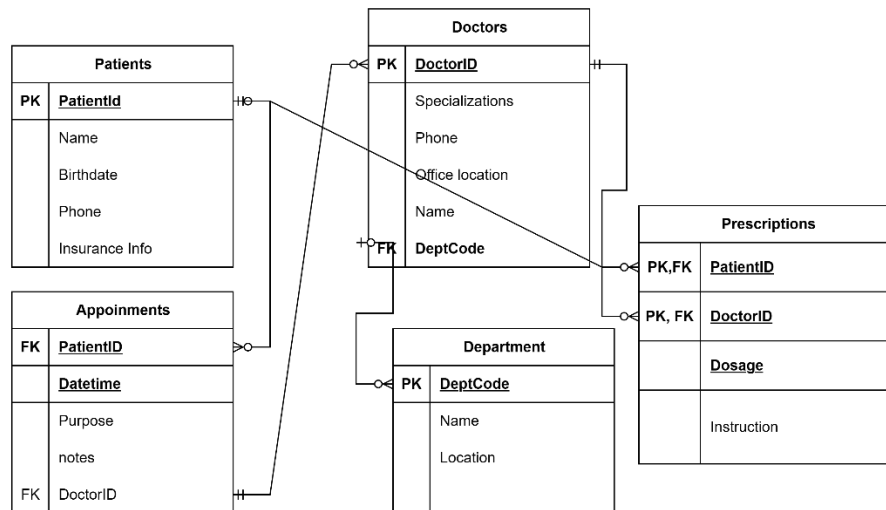 Patients
PK PatientId
Name
Birthdate
Phone
Insurance Info
Doctors
PK DoctorID
Specializations
Phone
Office location
Name
FK DeptCode
Appoinments
FK PatientID
Datetime
Purpose
notes
FK DoctorID
Department
PK DeptCode
Name
Location
Prescriptions
PK,FK PatientID
PK, FK DoctorID
Dosage
Instruction